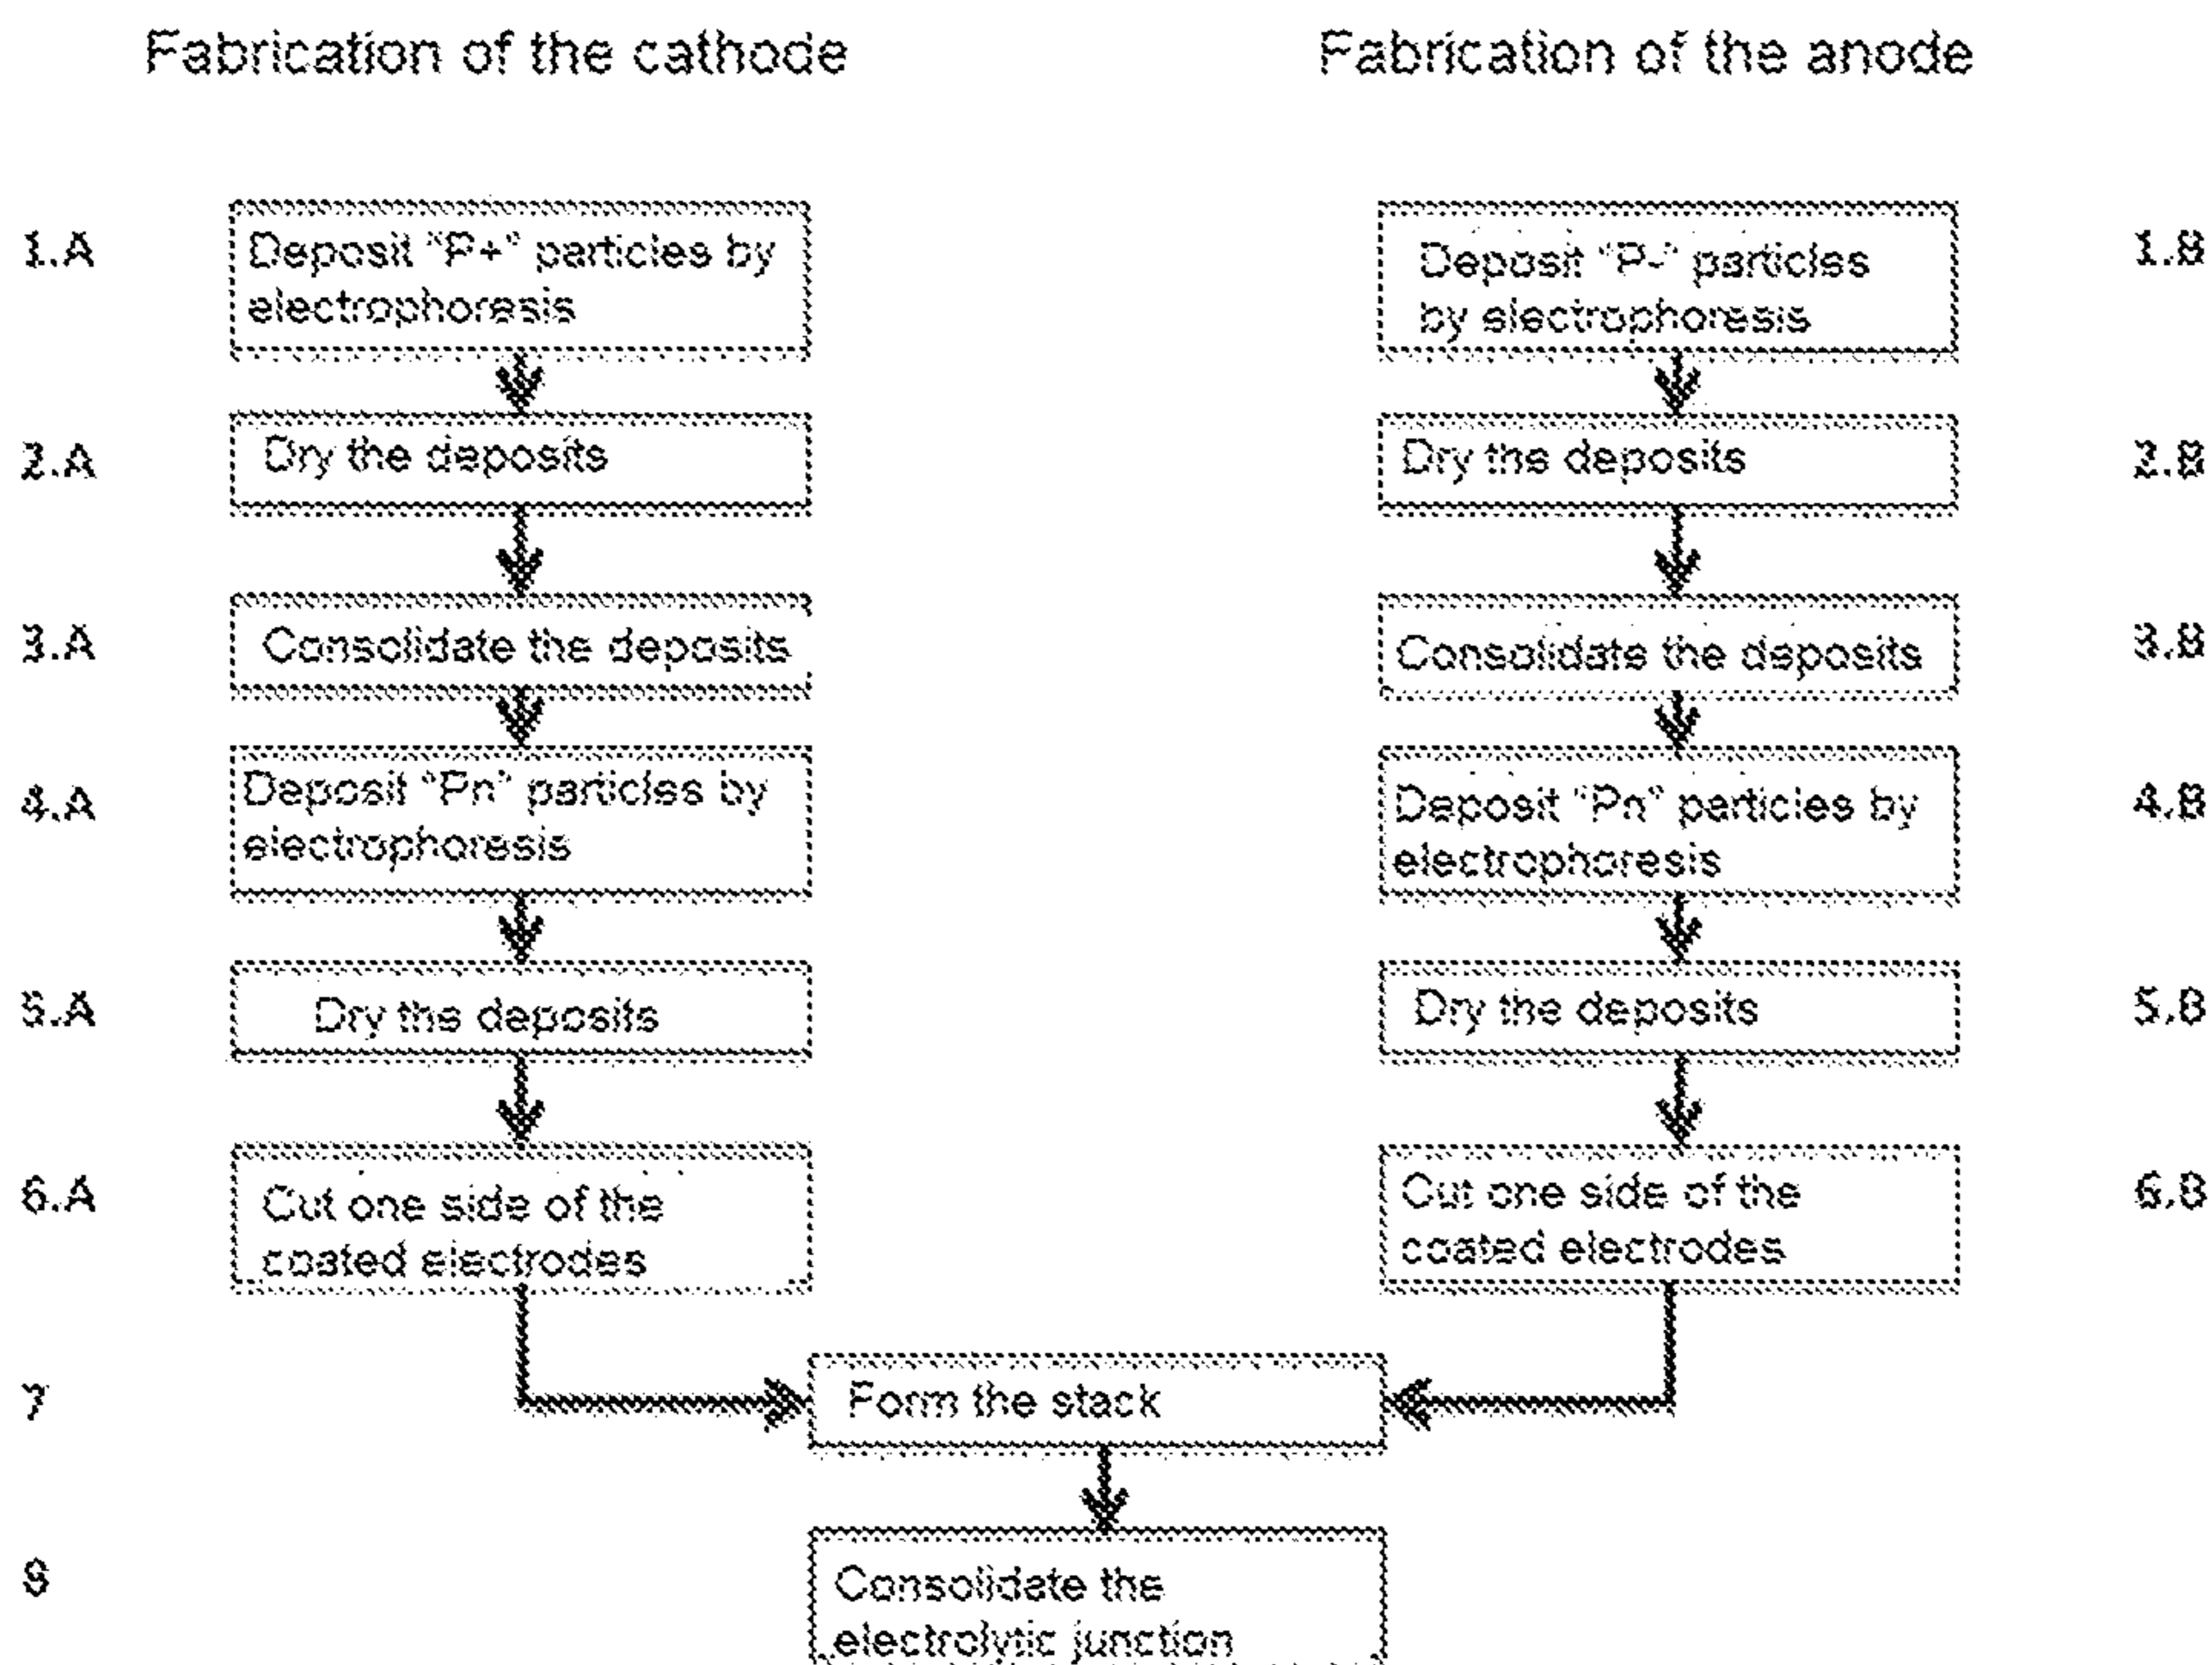 Fabrication of the cathode
Fabrication of the anode
1.A
Deposit "P+" particles by
electrophoresis
Deposit "P-" particles
by electrophoresis
1.B
2.A
Dry the deposits
Dry the deposits
2.B
3.A
Consolidate the deposits
Consolidate the deposits
3.B
4.A
Deposit "Pn" particles by
electrophoresis
Deposit "Pn" particles by
electrophoresis
4.B
5.A
Dry the deposits
Dry the deposits
5.B
6.A
Cut one side of the
coated electrodes
Cut one side of the
coated electrodes
6.B
7
Form the stack
8
Consolidate the
electrolytic junction